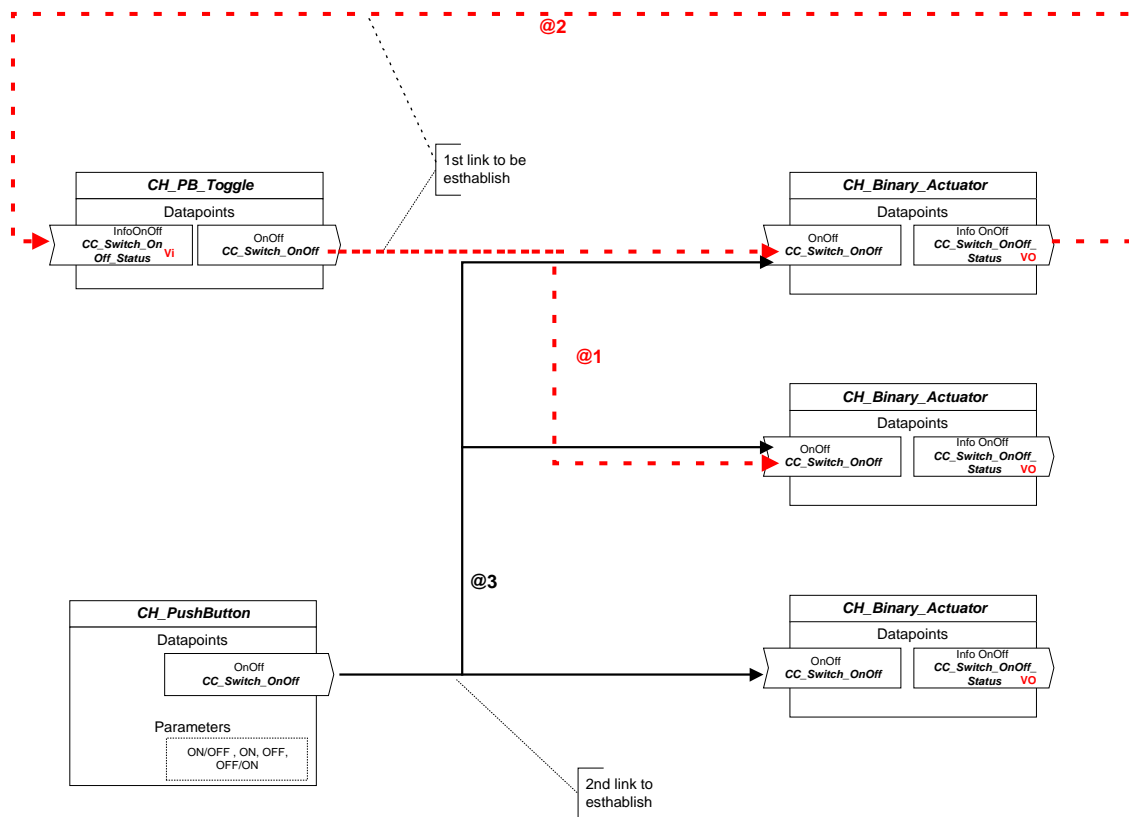 @2
1st link to be
esthablish
CH_PB_Toggle
Datapoints
InfoOnOff
CC_Switch_On
Off_Status Vi
OnOff
CC_Switch_OnOff
CH_Binary_Actuator
Datapoints
OnOff
CC_Switch_OnOff
Info OnOff
CC_Switch_OnOff_
Status VO
@1
CH_Binary_Actuator
Datapoints
OnOff
CC_Switch_OnOff
Info OnOff
CC_Switch_OnOff_
Status VO
@3
CH_PushButton
Datapoints
OnOff
CC_Switch_OnOff
Parameters
ON/OFF , ON, OFF,
OFF/ON
CH_Binary_Actuator
Datapoints
OnOff
CC_Switch_OnOff
Info OnOff
CC_Switch_OnOff_
Status VO
2nd link to
esthablish